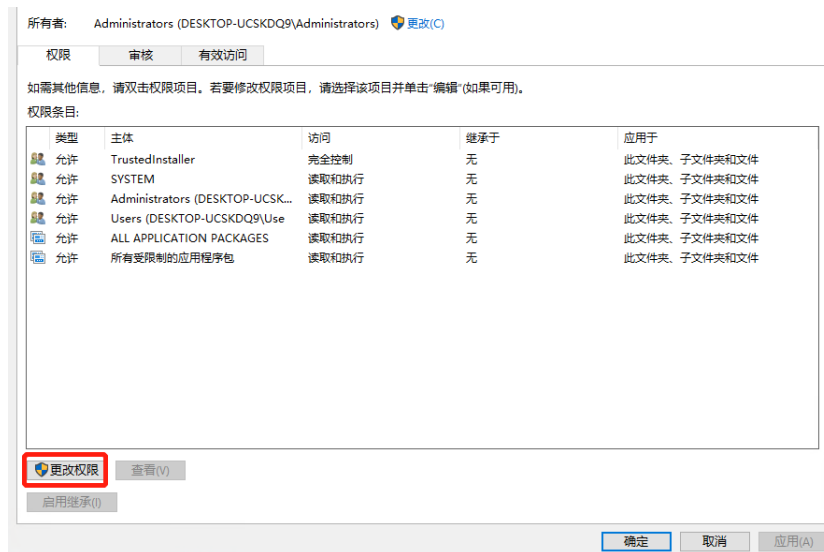 所有者: Administrators (DESKTOP-UCSKDQ9\Administrators) 更改(C)
权限 审核 有效访问
如需其他信息，请双击权限项目。若要修改权限项目，请选择该项目并单击"编辑"(如果可用)。
权限条目:
类型 主体 访问 继承于 应用于
允许 TrustedInstaller 完全控制 无 此文件夹、子文件夹和文件
允许 SYSTEM 读取和执行 无 此文件夹、子文件夹和文件
允许 Administrators (DESKTOP-UCSK... 读取和执行 无 此文件夹、子文件夹和文件
允许 Users (DESKTOP-UCSKDQ9\Use 读取和执行 无 此文件夹、子文件夹和文件
允许 ALL APPLICATION PACKAGES 读取和执行 无 此文件夹、子文件夹和文件
允许 所有受限制的应用程序包 读取和执行 无 此文件夹、子文件夹和文件
更改权限 查看(V)
启用继承(I)
确定 取消 应用(A)